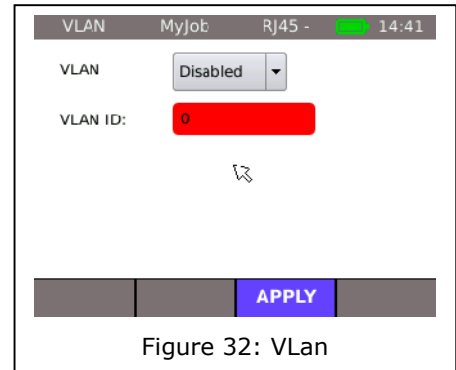 VLAN MyJob RJ45 - 14:41
VLAN Disabled
VLAN ID: 0
APPLY
Figure 32: VLan